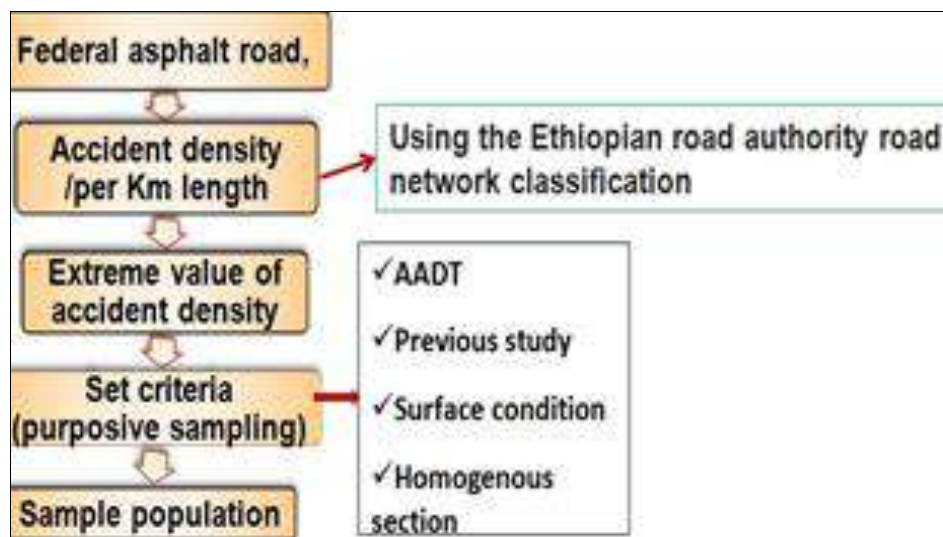 Federal asphalt road,
Accident density
/per Km length
Using the Ethiopian road authority road
network classification
Extreme value of
accident density
Set criteria
(purposive sampling)
✓AADT
✓Previous study
✓Surface condition
✓Homogenous
section
Sample population